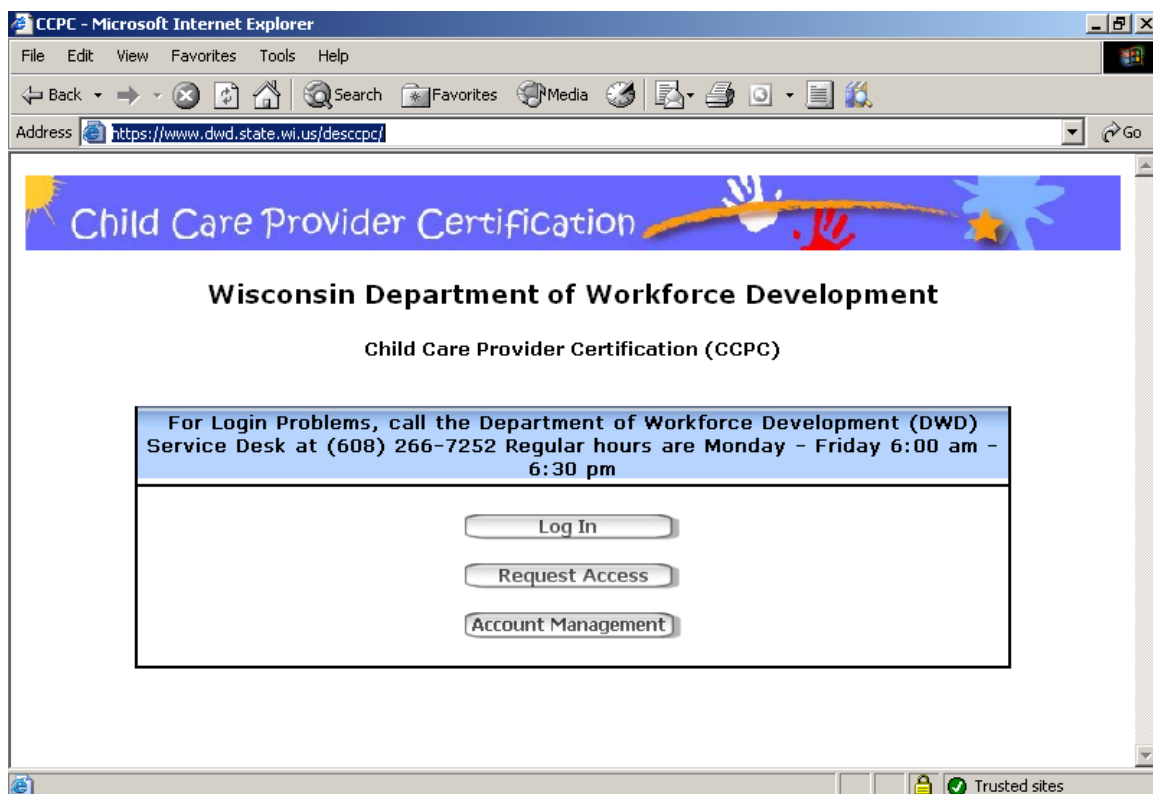 CCPC - Microsoft Internet Explorer
File Edit View Favorites Tools Help
Back Search Favorites Media
Address https://www.dwd.state.wi.us/desccpc/ Go
Child Care Provider Certification
Wisconsin Department of Workforce Development
Child Care Provider Certification (CCPC)
For Login Problems, call the Department of Workforce Development (DWD)
Service Desk at (608) 266-7252 Regular hours are Monday - Friday 6:00 am -
6:30 pm
Log In
Request Access
Account Management
Trusted sites